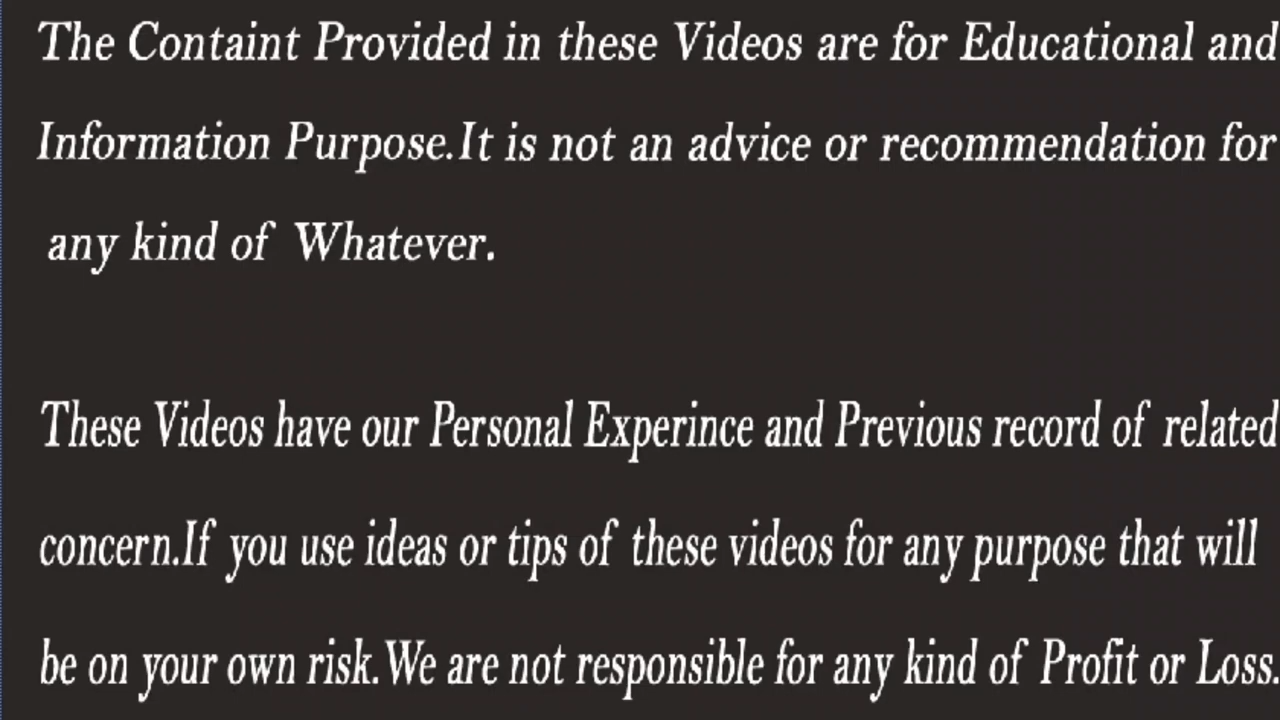 The Containt Provided in these Videos are for Educational and
Information Purpose.It is not an advice or recommendation for
any kind of Whatever.
These Videos have our Personal Experince and Previous record of related
concern.If you use ideas or tips of these videos for any purpose that will
be on your own risk.We are not responsible for any kind of Profit or Loss.